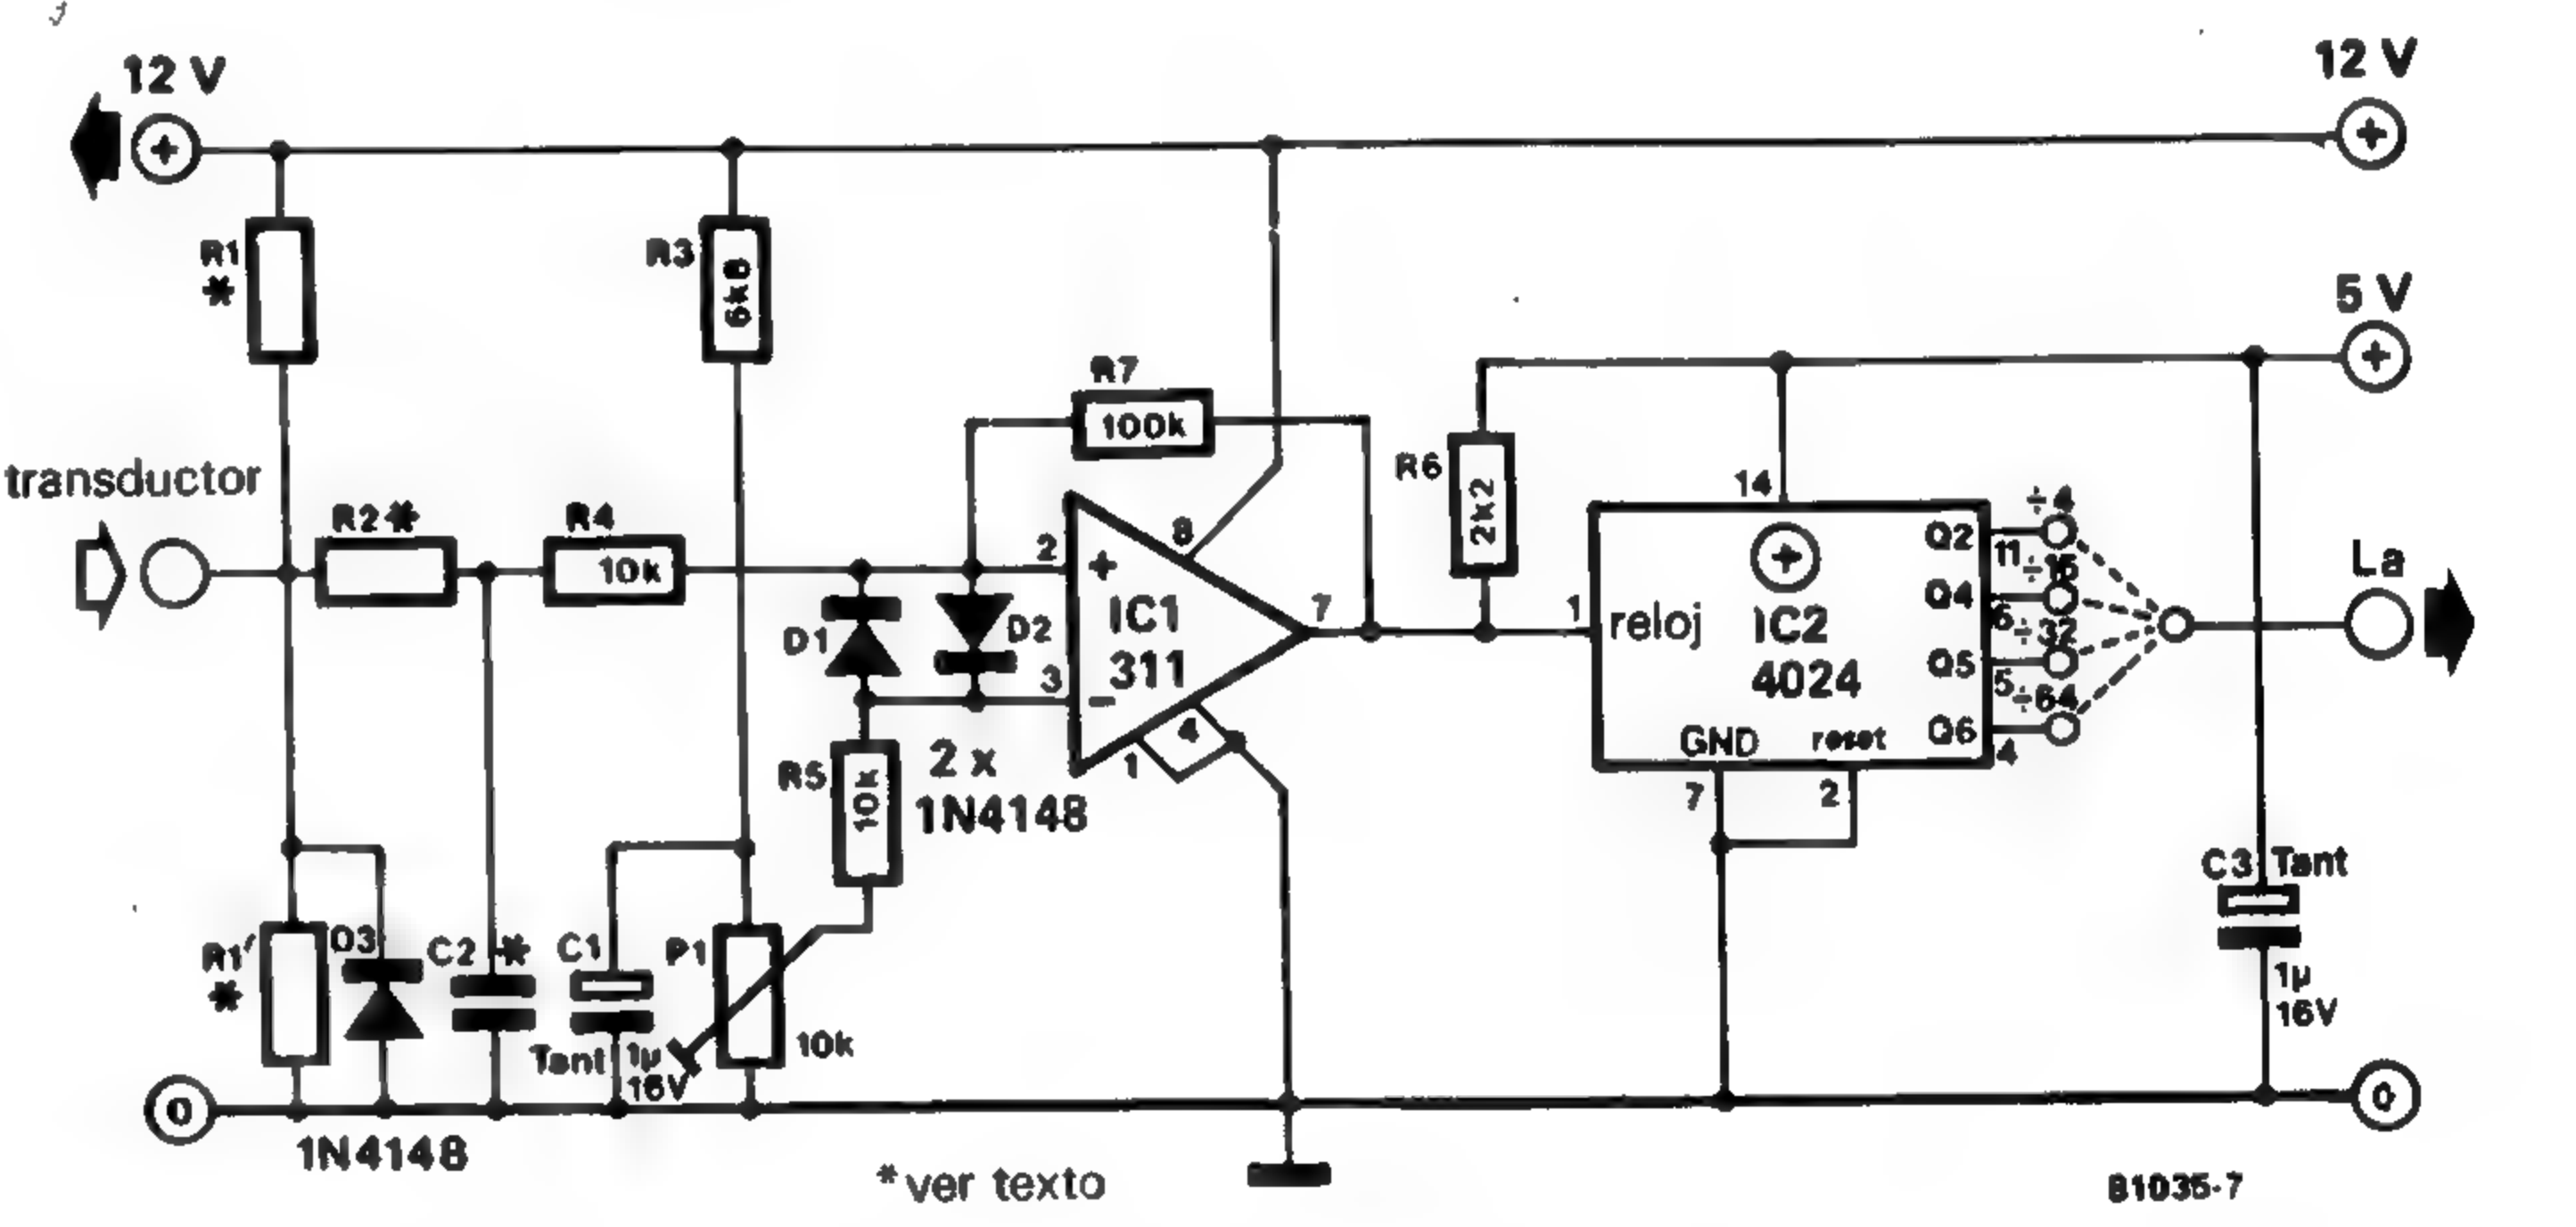 12 V
12 V
R1
*
R3
6k8
5 V
R7
100k
transductor
R2*
R4
10k
R6
2k2
14
8
2
+
D1
D2
IC1
311
3
−
7
1
reloj
IC2
4024
Q2
11
÷4
Q4
6
÷16
Q5
5
÷32
Q6
4
÷64
La
4
1
GND
reset
7
2
R5
10k
2 x
1N4148
R1'
*
D3
C2 *
C1
P1
10k
Tant
1µ
16V
C3 Tant
1µ
16V
0
0
1N4148
*ver texto
81035-7